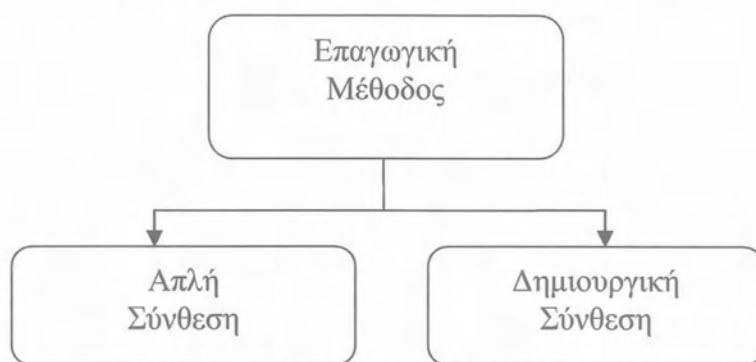 Επαγωγική
Μέθοδος
Απλή
Σύνθεση
Δημιουργική
Σύνθεση